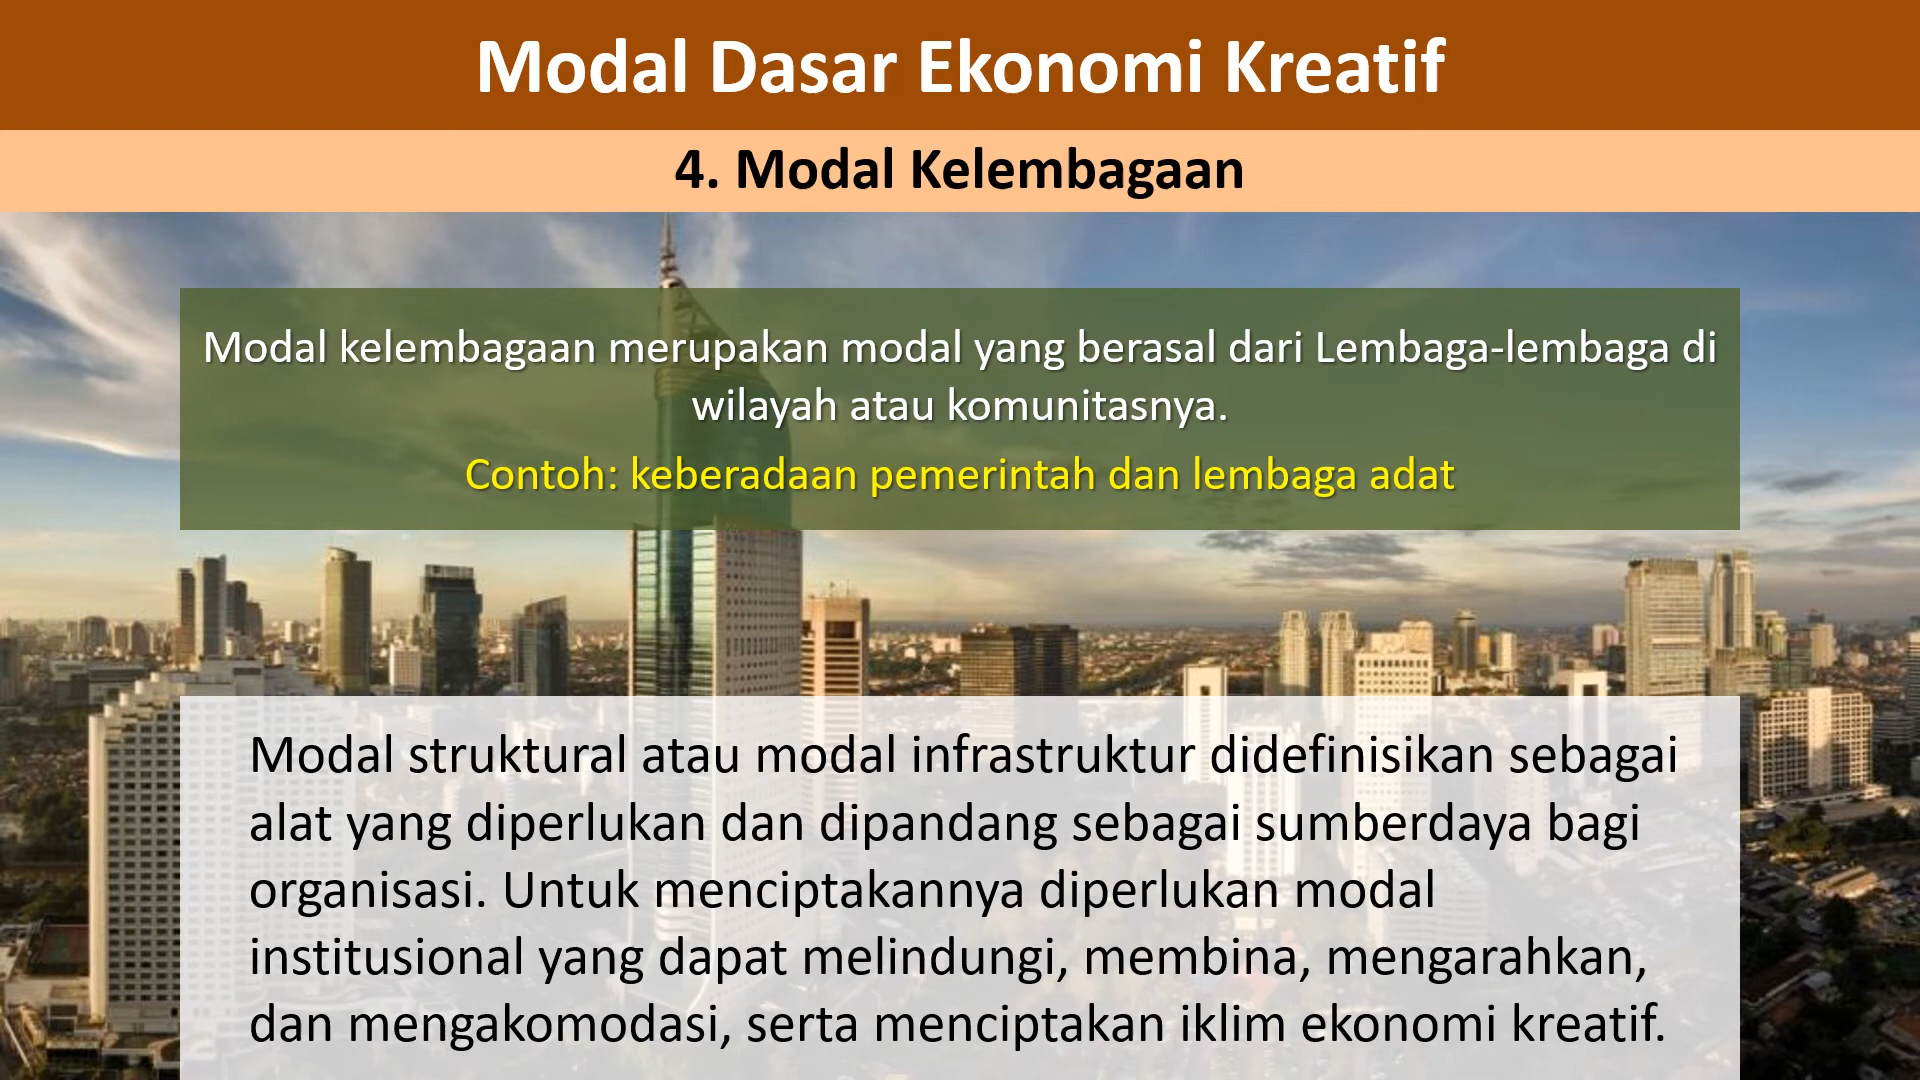 Modal Dasar Ekonomi Kreatif
4. Modal Kelembagaan
Modal kelembagaan merupakan modal yang berasal dari Lembaga-lembaga di
wilayah atau komunitasnya.
Contoh: keberadaan pemerintah dan lembaga adat
Modal struktural atau modal infrastruktur didefinisikan sebagai
alat yang diperlukan dan dipandang sebagai sumberdaya bagi
organisasi. Untuk menciptakannya diperlukan modal
institusional yang dapat melindungi, membina, mengarahkan,
dan mengakomodasi, serta menciptakan iklim ekonomi kreatif.